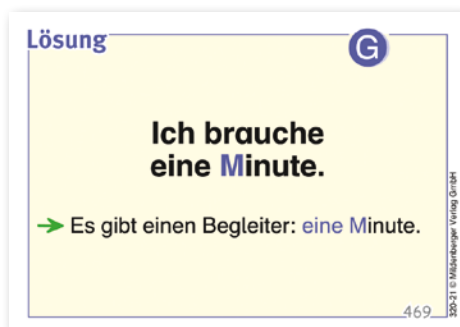 Lösung
G
Ich brauche
eine Minute.
Es gibt einen Begleiter: eine Minute.
469
320-21 © Mildenberger Verlag GmbH